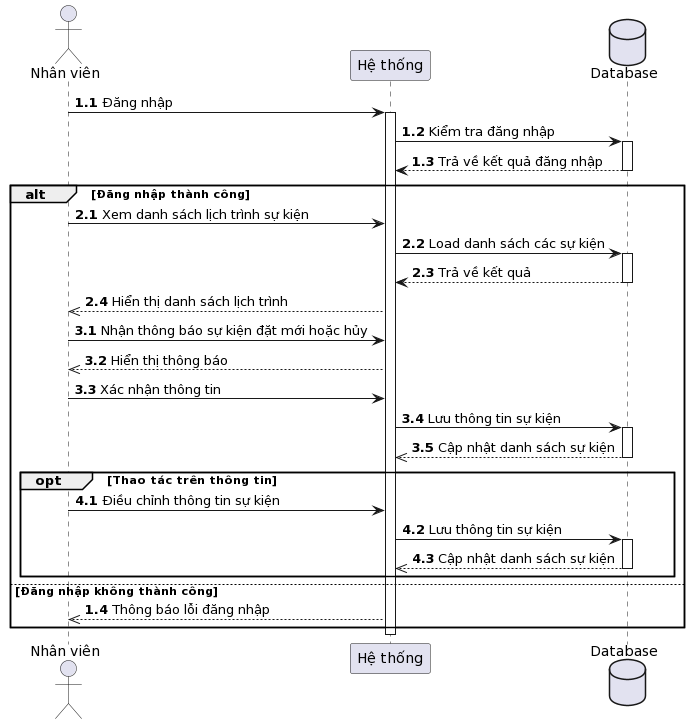 Nhân viên
Hệ thống
Database
1.1 Đăng nhập
1.2 Kiểm tra đăng nhập
1.3 Trả về kết quả đăng nhập
alt [Đăng nhập thành công]
2.1 Xem danh sách lịch trình sự kiện
2.2 Load danh sách các sự kiện
2.3 Trả về kết quả
2.4 Hiển thị danh sách lịch trình
3.1 Nhận thông báo sự kiện đặt mới hoặc hủy
3.2 Hiển thị thông báo
3.3 Xác nhận thông tin
3.4 Lưu thông tin sự kiện
3.5 Cập nhật danh sách sự kiện
opt [Thao tác trên thông tin]
4.1 Điều chỉnh thông tin sự kiện
4.2 Lưu thông tin sự kiện
4.3 Cập nhật danh sách sự kiện
[Đăng nhập không thành công]
1.4 Thông báo lỗi đăng nhập
Nhân viên
Hệ thống
Database